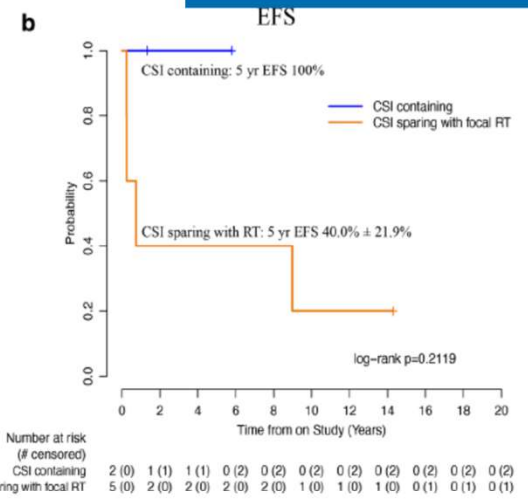 b
EFS
CSI containing: 5 yr EFS 100%
CSI containing
CSI sparing with focal RT
CSI sparing with RT: 5 yr EFS 40.0% ± 21.9%
log-rank p=0.2119
Probability
0.0 0.2 0.4 0.6 0.8 1.0
0 2 4 6 8 10 12 14 16 18 20
Time from on Study (Years)
Number at risk
(# censored)
CSI containing 2 (0) 1 (1) 1 (1) 0 (2) 0 (2) 0 (2) 0 (2) 0 (2) 0 (2) 0 (2) 0 (2)
ring with focal RT 5 (0) 2 (0) 2 (0) 2 (0) 2 (0) 1 (0) 1 (0) 1 (0) 0 (1) 0 (1) 0 (1)